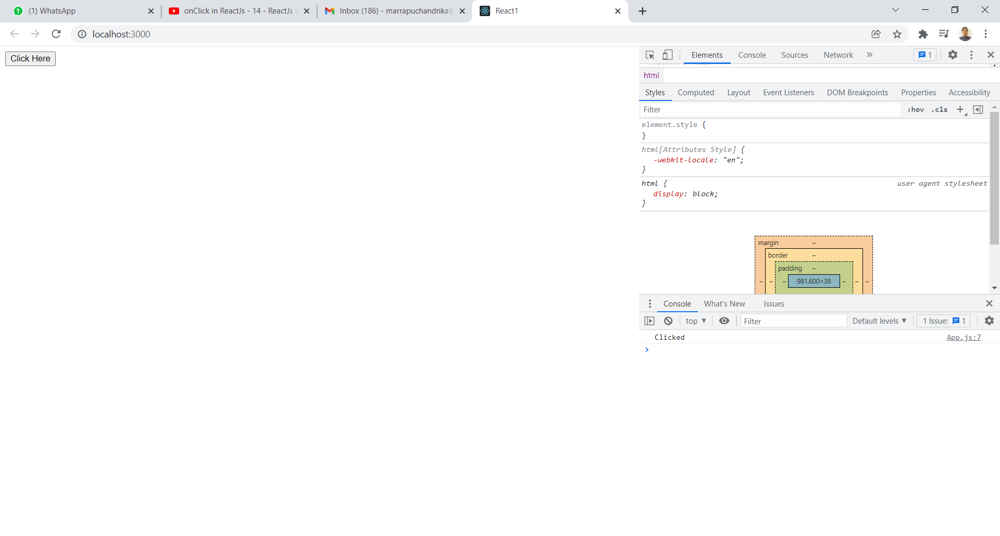 (1) WhatsApp
onClick in ReactJs - 14 - ReactJs i
Inbox (186) - marrapuchandrika@
React1
localhost:3000
Click Here
Elements Console Sources Network » 1
html
Styles Computed Layout Event Listeners DOM Breakpoints Properties Accessibility
Filter :hov .cls +
element.style {
}
html[Attributes Style] {
-webkit-locale: "en";
}
html { user agent stylesheet
display: block;
}
margin –
border –
padding –
– – – 981.600×38 – – –
Console What's New Issues
top ▼ Filter Default levels ▼ 1 Issue: 1
Clicked App.js:7
›